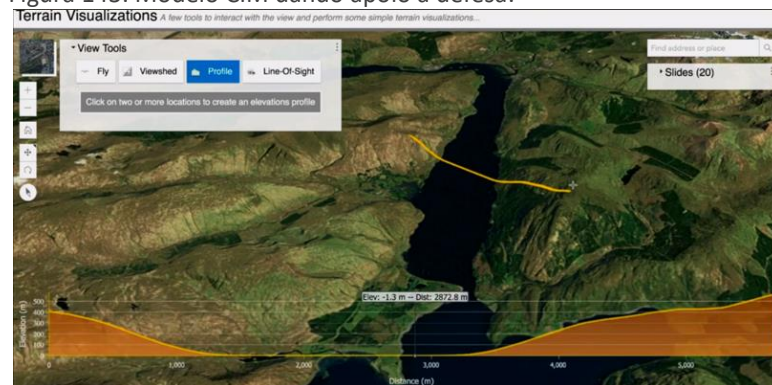 Figura 143: Modelo CIM dando apoio à defesa.
Terrain Visualizations A few tools to interact with the view and perform some simple terrain visualizations...
View Tools
Fly Viewshed Profile Line-Of-Sight
Click on two or more locations to create an elevations profile
Find address or place
Slides (20)
Elev: -1.3 m -- Dist: 2872.8 m
Elevation (m)
500
400
300
200
100
0
0 1,000 2,000 3,000 4,000 5,000
Distance (m)